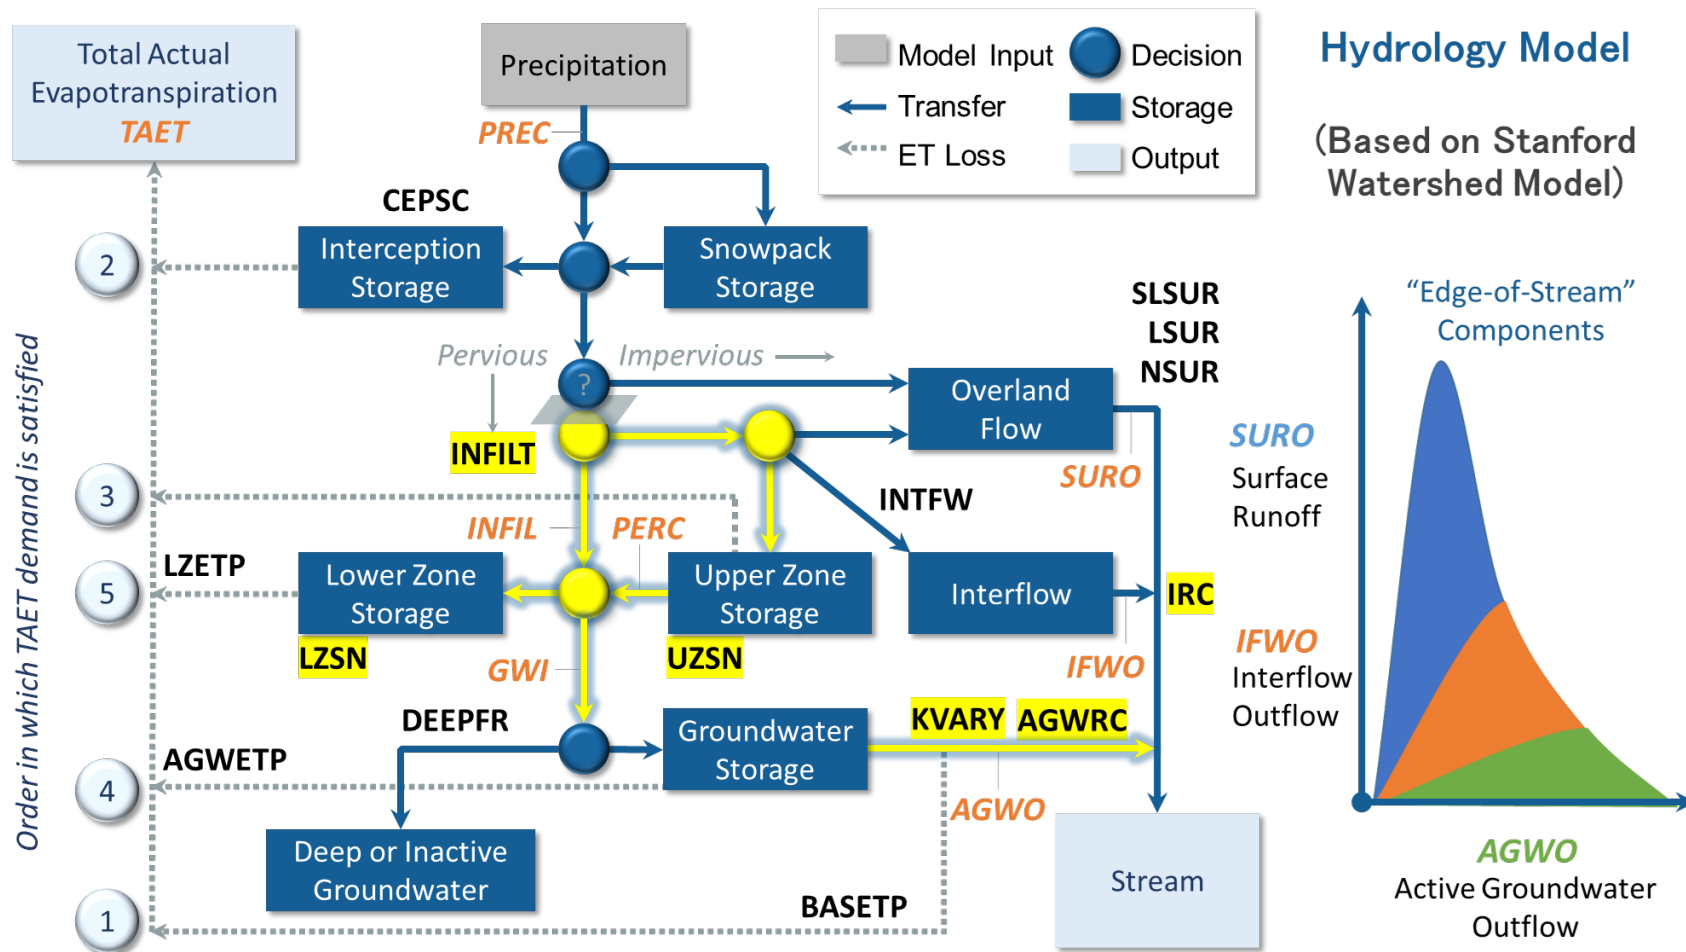 Total Actual
Evapotranspiration
TAET
Precipitation
PREC
Model Input
Decision
Transfer
Storage
ET Loss
Output
Hydrology Model
(Based on Stanford
Watershed Model)
CEPSC
2
Interception
Storage
Snowpack
Storage
SLSUR
LSUR
NSUR
"Edge-of-Stream"
Components
Order in which TAET demand is satisfied
Pervious
Impervious
?
Overland
Flow
INFILT
SURO
SURO
Surface
Runoff
3
INFIL
PERC
INTFW
LZETP
5
Lower Zone
Storage
Upper Zone
Storage
Interflow
IRC
LZSN
UZSN
GWI
IFWO
IFWO
Interflow
Outflow
DEEPFR
KVARY
AGWRC
AGWETP
4
Groundwater
Storage
AGWO
Deep or Inactive
Groundwater
Stream
AGWO
Active Groundwater
Outflow
BASETP
1